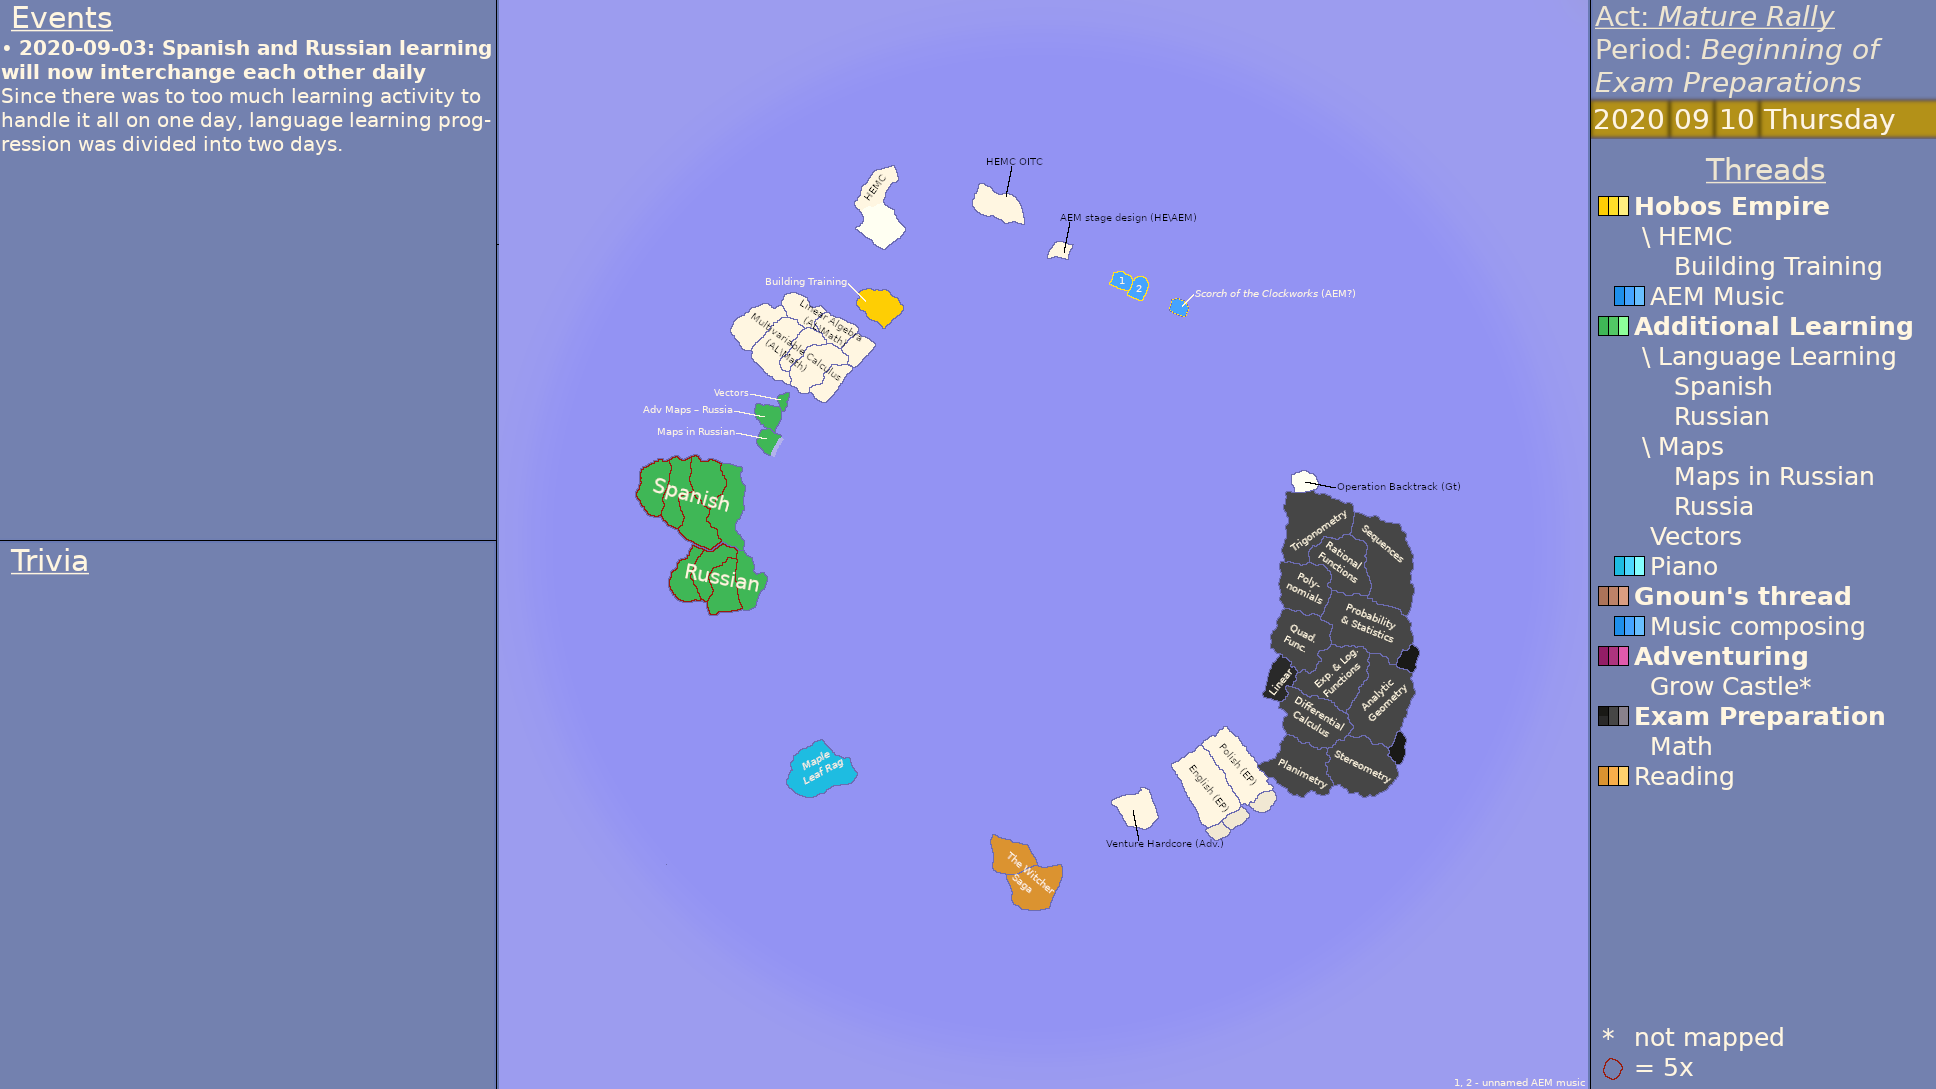 Events
• 2020-09-03: Spanish and Russian learning
will now interchange each other daily
Since there was to too much learning activity to
handle it all on one day, language learning prog-
ression was divided into two days.
Trivia
HEMC
HEMC OITC
AEM stage design (HE\AEM)
1
2
Scorch of the Clockworks (AEM?)
Building Training
Linear Algebra
(AL\Math)
Multivariable Calculus
(AL\Math)
Vectors
Adv Maps – Russia
Maps in Russian
Spanish
Russian
Operation Backtrack (Gt)
Trigonometry
Sequences
Rational
Functions
Poly-
nomials
Probability
& Statistics
Quad.
Func.
Exp. & Log.
Functions
Linear
Analytic
Geometry
Differential
Calculus
Planimetry
Stereometry
Polish (EP)
English (EP)
Venture Hardcore (Adv.)
Maple
Leaf Rag
The Witcher
Saga
1, 2 - unnamed AEM music
Act: Mature Rally
Period: Beginning of
Exam Preparations
2020 09 10 Thursday
Threads
Hobos Empire
\ HEMC
Building Training
AEM Music
Additional Learning
\ Language Learning
Spanish
Russian
\ Maps
Maps in Russian
Russia
Vectors
Piano
Gnoun's thread
Music composing
Adventuring
Grow Castle*
Exam Preparation
Math
Reading
* not mapped
= 5x